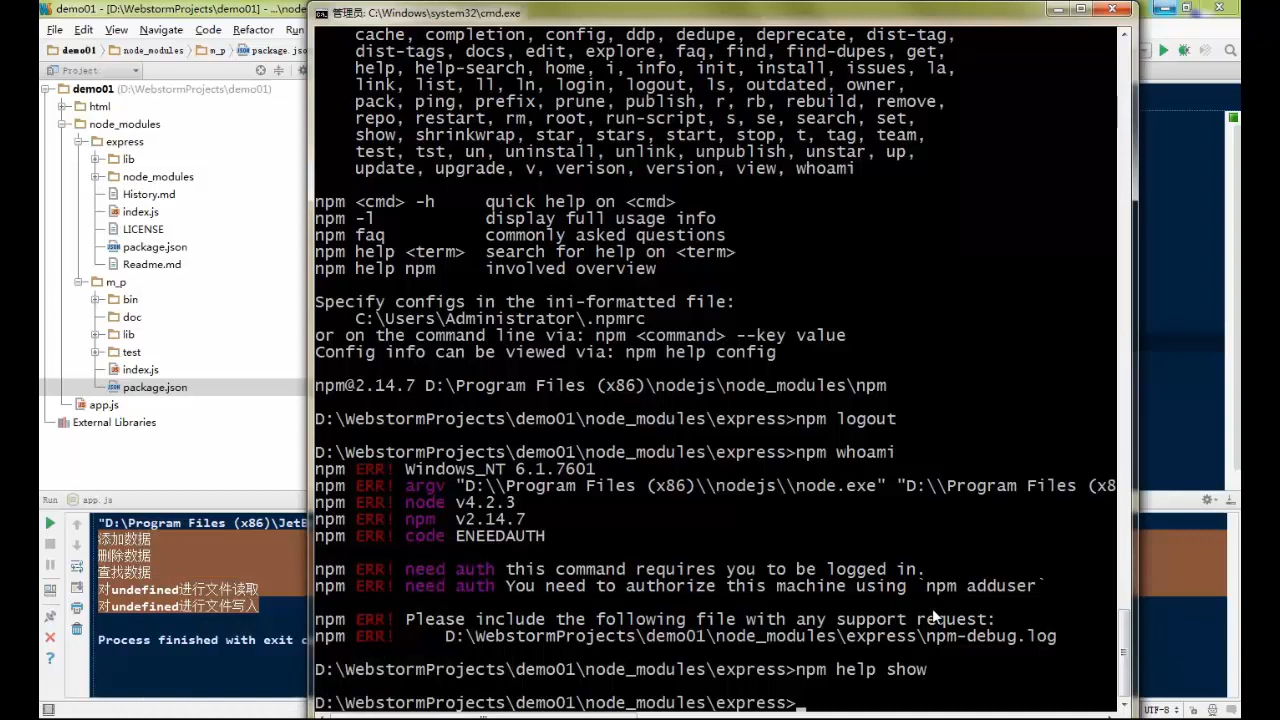 demo01 - [D:\WebstormProjects\demo01] - ...\nod
管理员: C:\Windows\system32\cmd.exe
File Edit View Navigate Code Refactor Run
demo01 node_modules m_p package.json
Project
demo01 (D:\WebstormProjects\demo01)
html
node_modules
express
lib
node_modules
History.md
index.js
LICENSE
package.json
Readme.md
m_p
bin
doc
lib
test
index.js
package.json
app.js
External Libraries
cache, completion, config, ddp, dedupe, deprecate, dist-tag,
dist-tags, docs, edit, explore, faq, find, find-dupes, get,
help, help-search, home, i, info, init, install, issues, la,
link, list, ll, ln, login, logout, ls, outdated, owner,
pack, ping, prefix, prune, publish, r, rb, rebuild, remove,
repo, restart, rm, root, run-script, s, se, search, set,
show, shrinkwrap, star, stars, start, stop, t, tag, team,
test, tst, un, uninstall, unlink, unpublish, unstar, up,
update, upgrade, v, verison, version, view, whoami
npm <cmd> -h quick help on <cmd>
npm -l display full usage info
npm faq commonly asked questions
npm help <term> search for help on <term>
npm help npm involved overview
Specify configs in the ini-formatted file:
C:\Users\Administrator\.npmrc
or on the command line via: npm <command> --key value
Config info can be viewed via: npm help config
npm@2.14.7 D:\Program Files (x86)\nodejs\node_modules\npm
D:\WebstormProjects\demo01\node_modules\express>npm logout
D:\WebstormProjects\demo01\node_modules\express>npm whoami
npm ERR! Windows_NT 6.1.7601
npm ERR! argv "D:\\Program Files (x86)\\nodejs\\node.exe" "D:\\Program Files (x8
npm ERR! node v4.2.3
npm ERR! npm v2.14.7
npm ERR! code ENEEDAUTH
npm ERR! need auth this command requires you to be logged in.
npm ERR! need auth You need to authorize this machine using `npm adduser`
npm ERR! Please include the following file with any support request:
npm ERR! D:\WebstormProjects\demo01\node_modules\express\npm-debug.log
D:\WebstormProjects\demo01\node_modules\express>npm help show
D:\WebstormProjects\demo01\node_modules\express>
Run app.js
"D:\Program Files (x86)\JetB
添加数据
删除数据
查找数据
对undefined进行文件读取
对undefined进行文件写入
Process finished with exit c
UTF-8